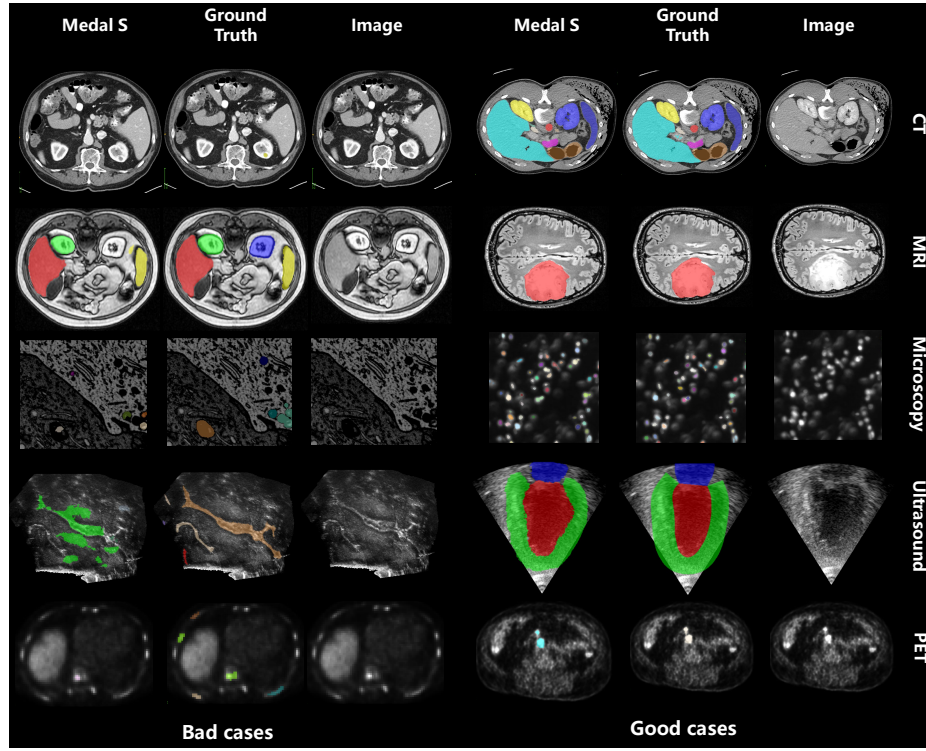 Medal S
Ground
Truth
Image
Medal S
Ground
Truth
Image
CT
MRI
Microscopy
Ultrasound
PET
Bad cases
Good cases